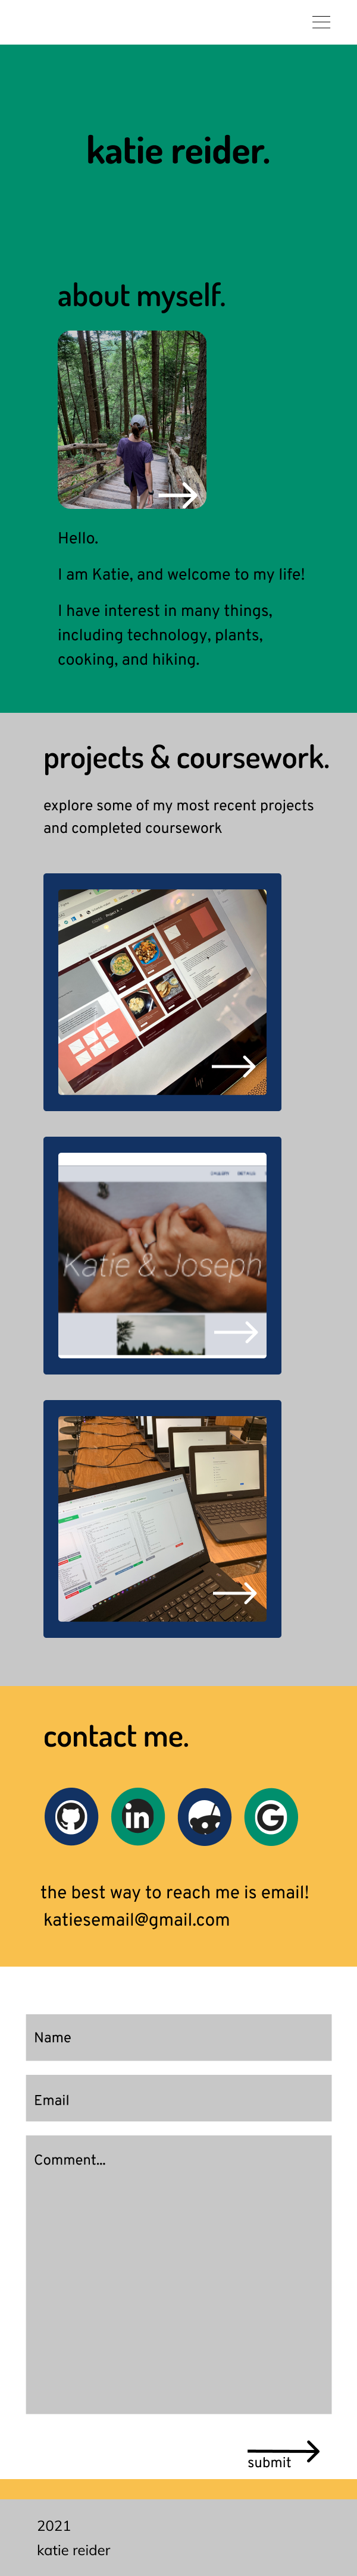 katie reider.
about myself.
Hello.
I am Katie, and welcome to my life!
I have interest in many things,
including technology, plants,
cooking, and hiking.
projects & coursework.
explore some of my most recent projects
and completed coursework
Katie & Joseph
contact me.
in
G
the best way to reach me is email!
katiesemail@gmail.com
Name
Email
Comment...
submit
2021
katie reider